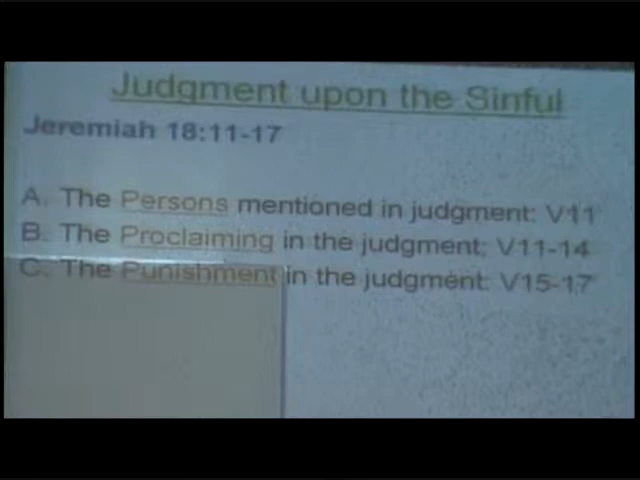 Judgment upon the Sinful
Jeremiah 18:11-17
A. The Persons mentioned in judgment: V11
B. The Proclaiming in the judgment; V11-14
C. The Punishment in the judgment: V15-17